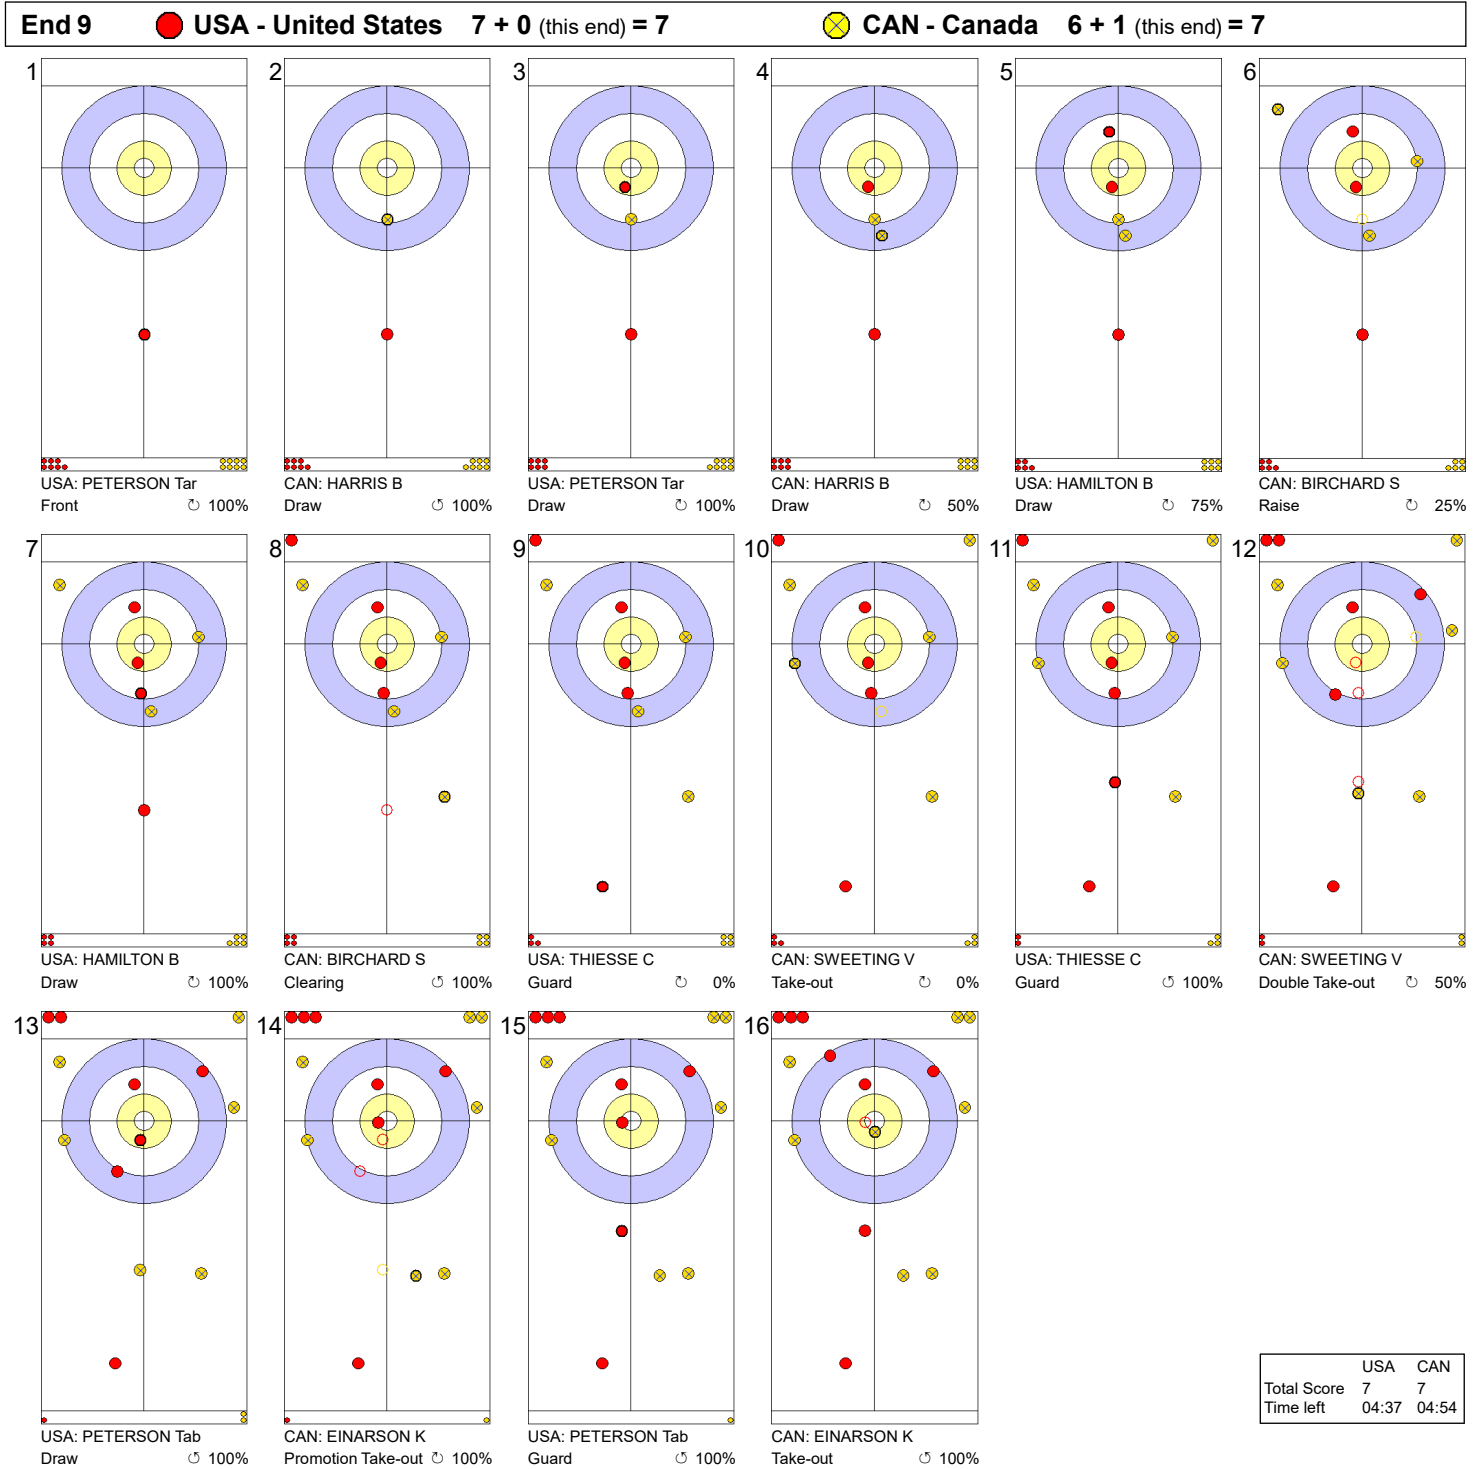 End 9 USA - United States 7 + 0 (this end) = 7 CAN - Canada 6 + 1 (this end) = 7
1 2 3 4 5 6
USA: PETERSON Tar CAN: HARRIS B USA: PETERSON Tar CAN: HARRIS B USA: HAMILTON B CAN: BIRCHARD S
Front ↻ 100% Draw ↺ 100% Draw ↺ 100% Draw ↻ 50% Draw ↻ 75% Raise ↻ 25%
7 8 9 10 11 12
USA: HAMILTON B CAN: BIRCHARD S USA: THIESSE C CAN: SWEETING V USA: THIESSE C CAN: SWEETING V
Draw ↻ 100% Clearing ↻ 100% Guard ↻ 0% Take-out ↻ 0% Guard ↻ 100% Double Take-out ↻ 50%
13 14 15 16
USA: PETERSON Tab CAN: EINARSON K USA: PETERSON Tab CAN: EINARSON K
Draw ↺ 100% Promotion Take-out ↻ 100% Guard ↺ 100% Take-out ↺ 100%
USA CAN
Total Score 7 7
Time left 04:37 04:54